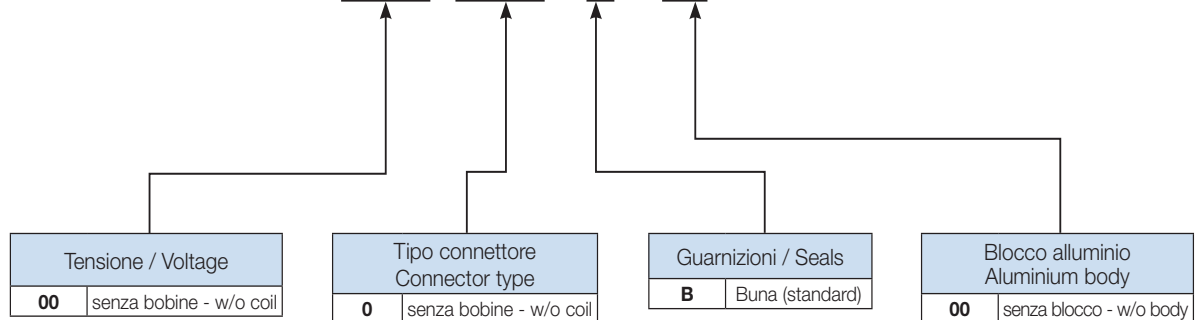 Tensione / Voltage
00 senza bobine - w/o coil
Tipo connettore
Connector type
0 senza bobine - w/o coil
Guarnizioni / Seals
B Buna (standard)
Blocco alluminio
Aluminium body
00 senza blocco - w/o body